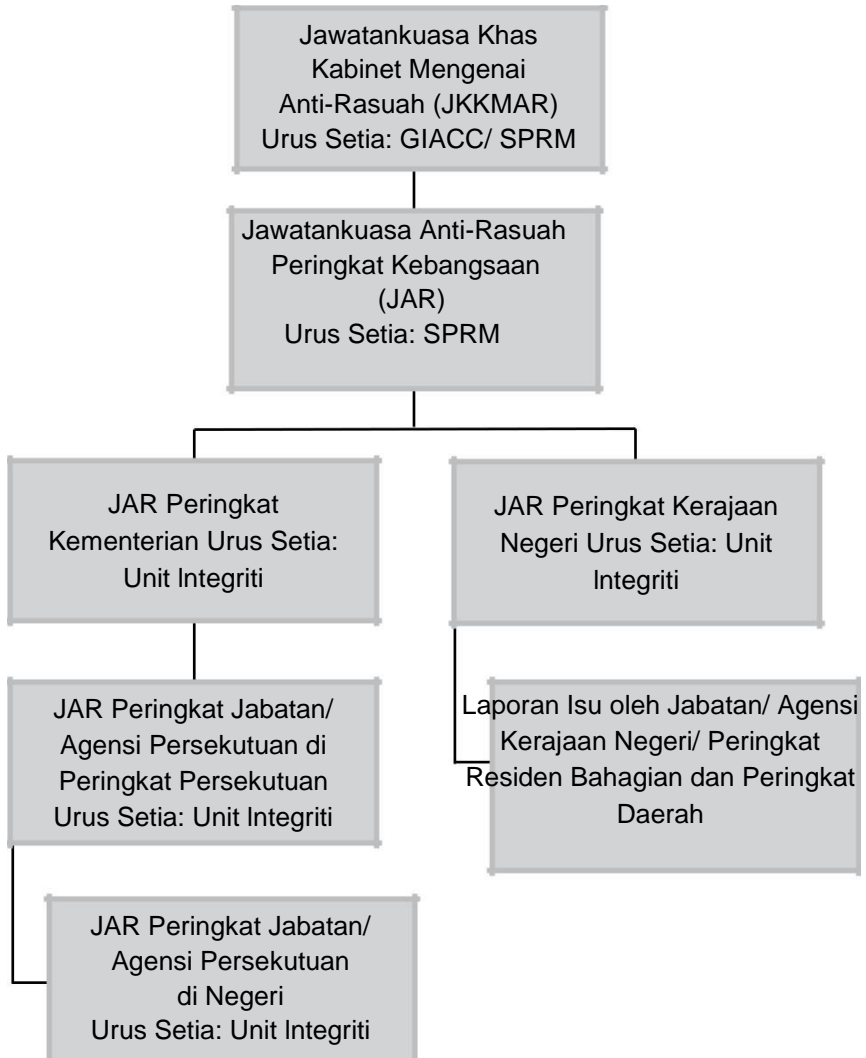 Jawatankuasa Khas
Kabinet Mengenai
Anti-Rasuah (JKKMAR)
Urus Setia: GIACC/ SPRM
Jawatankuasa Anti-Rasuah
Peringkat Kebangsaan
(JAR)
Urus Setia: SPRM
JAR Peringkat
Kementerian Urus Setia:
Unit Integriti
JAR Peringkat Kerajaan
Negeri Urus Setia: Unit
Integriti
JAR Peringkat Jabatan/
Agensi Persekutuan di
Peringkat Persekutuan
Urus Setia: Unit Integriti
Laporan Isu oleh Jabatan/ Agensi
Kerajaan Negeri/ Peringkat
Residen Bahagian dan Peringkat
Daerah
JAR Peringkat Jabatan/
Agensi Persekutuan
di Negeri
Urus Setia: Unit Integriti